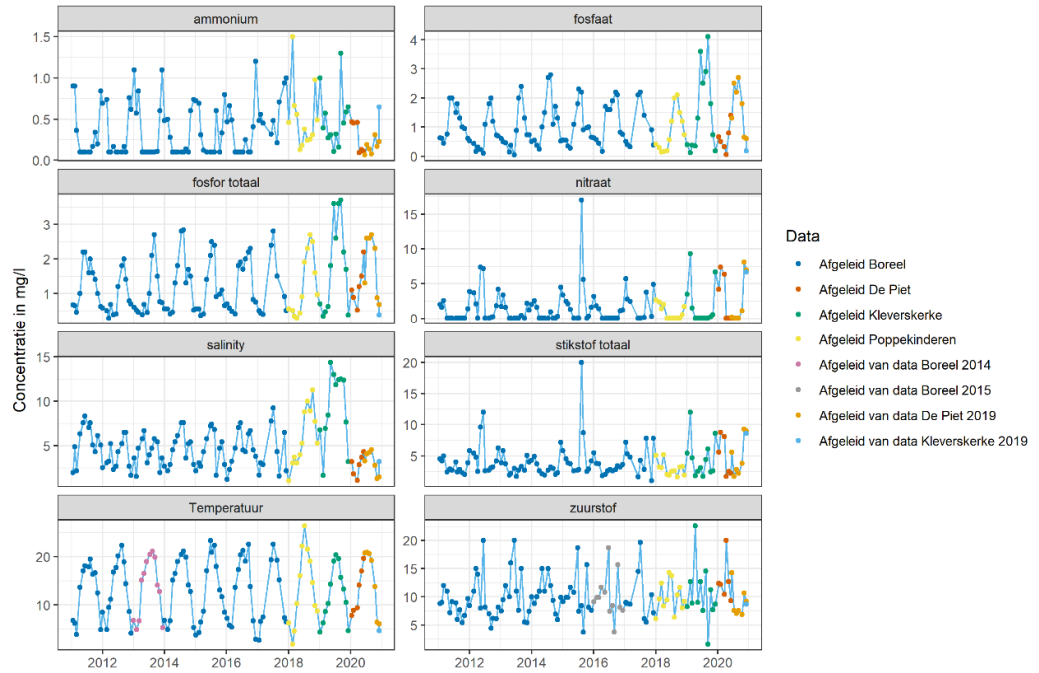 ammonium
fosfaat
1.5
1.0
0.5
0.0
4
3
2
1
0
fosfor totaal
nitraat
3
2
1
15
10
5
0
salinity
stikstof totaal
15
10
5
20
15
10
5
Temperatuur
zuurstof
20
10
20
15
10
5
2012
2014
2016
2018
2020
2012
2014
2016
2018
2020
Concentratie in mg/l
Data
Afgeleid Boreel
Afgeleid De Piet
Afgeleid Kleverskerke
Afgeleid Poppekinderen
Afgeleid van data Boreel 2014
Afgeleid van data Boreel 2015
Afgeleid van data De Piet 2019
Afgeleid van data Kleverskerke 2019